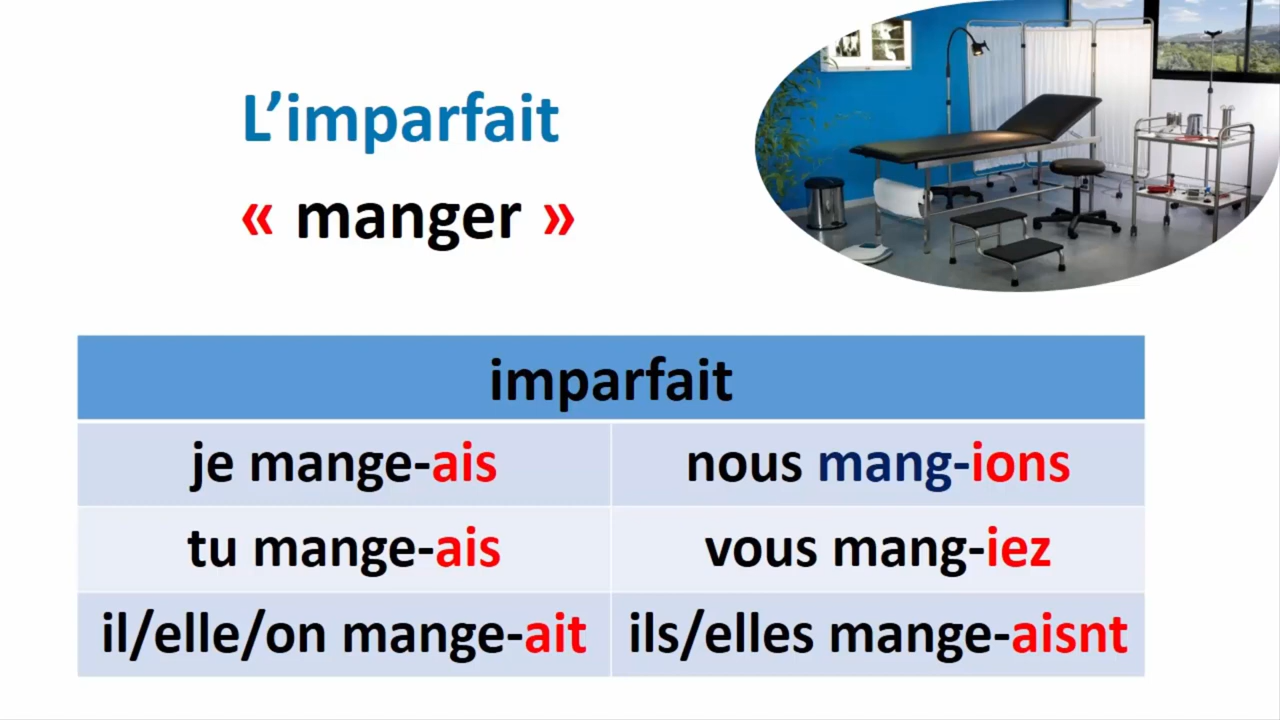 L’imparfait
« manger »
imparfait
je mange-ais
nous mang-ions
tu mange-ais
vous mang-iez
il/elle/on mange-ait
ils/elles mange-aisnt